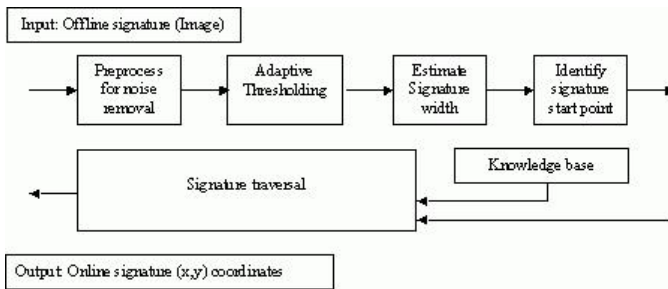 Input: Offline signature (Image)
Preprocess
for noise
removal
Adaptive
Thresholding
Estimate
Signature
width
Identify
signature
start point
Knowledge base
Signature traversal
Output: Online signature (x,y) coordinates